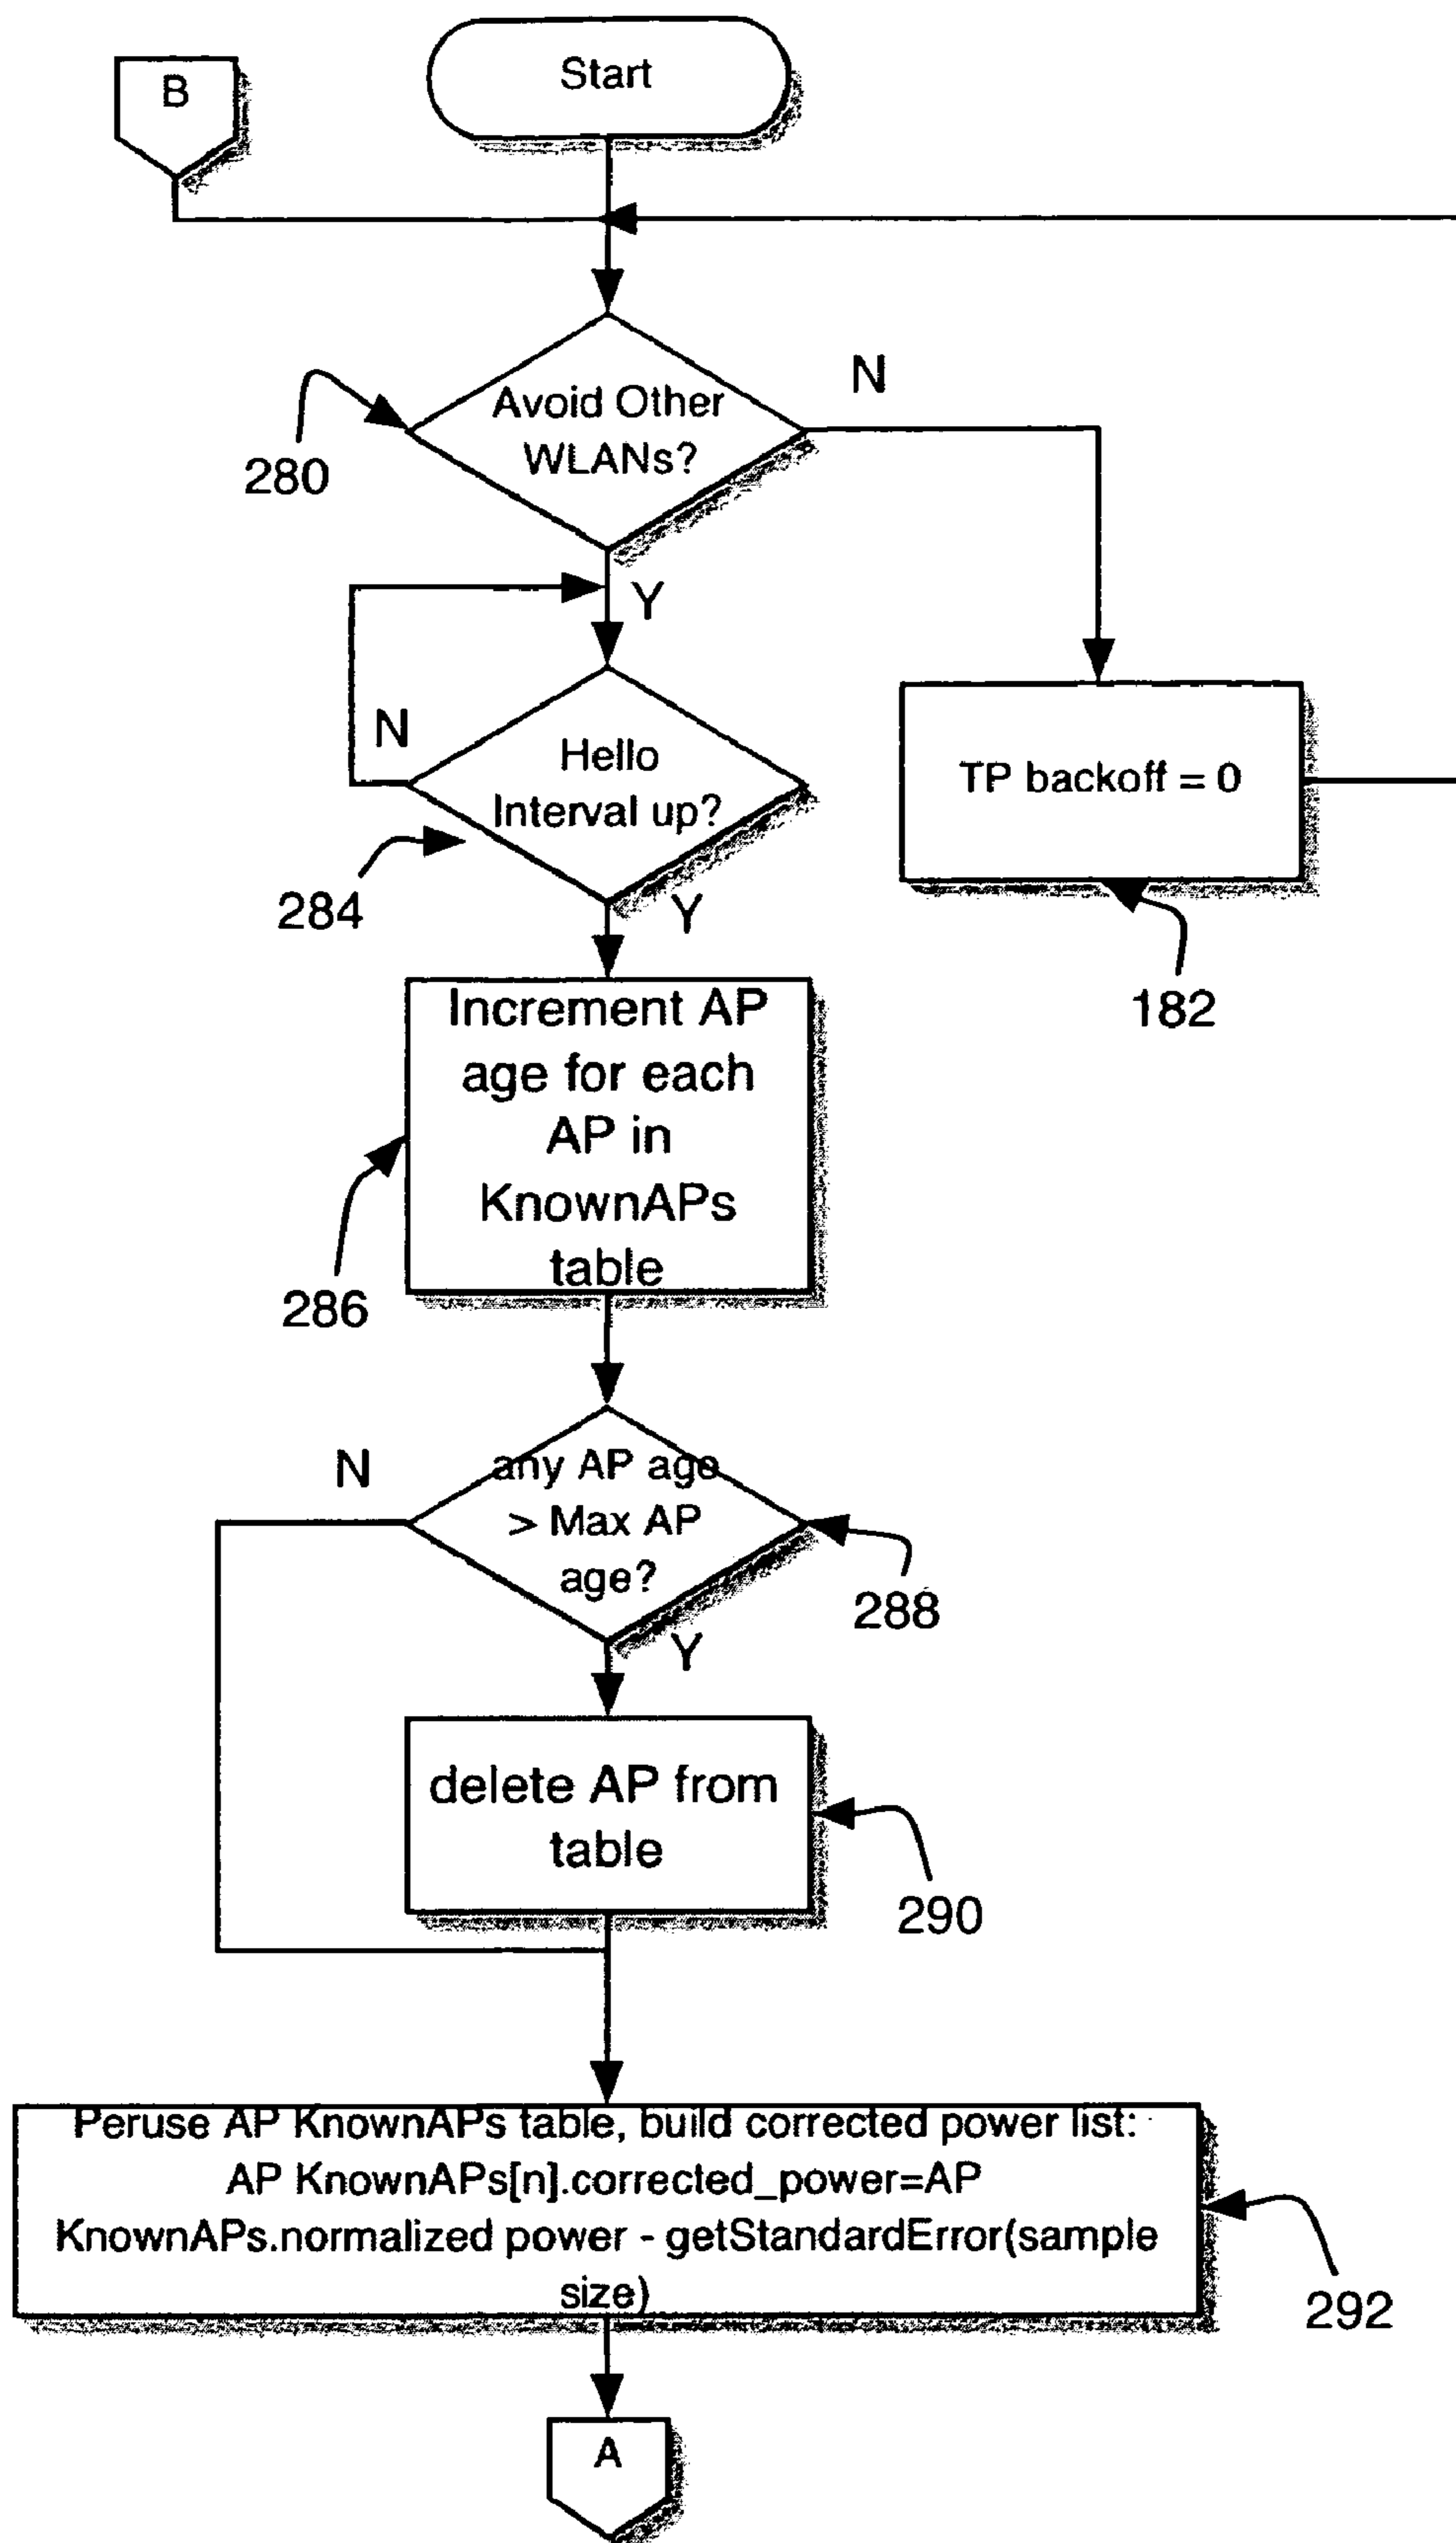 B
Start
Avoid Other
WLANs?
N
280
Y
N
Hello
Interval up?
TP backoff = 0
284
Y
182
Increment AP
age for each
AP in
KnownAPs
table
286
N
any AP age
> Max AP
age?
288
Y
delete AP from
table
290
Peruse AP KnownAPs table, build corrected power list:
AP KnownAPs[n].corrected_power=AP
KnownAPs.normalized power - getStandardError(sample
size)
292
A